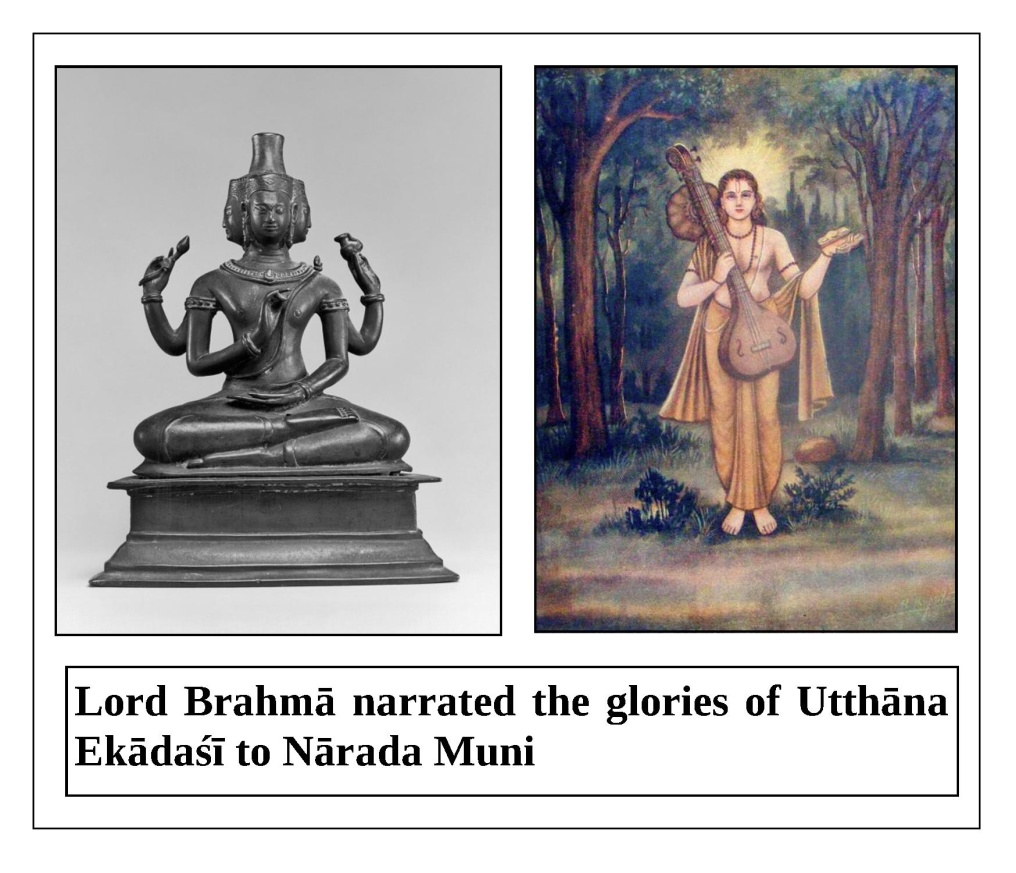 Lord Brahmā narrated the glories of Utthāna
Ekādaśī to Nārada Muni